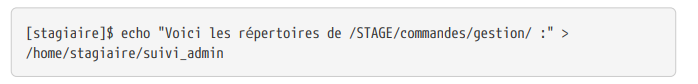 [stagiaire]$ echo "Voici les répertoires de /STAGE/commandes/gestion/ :" >
/home/stagiaire/suivi_admin